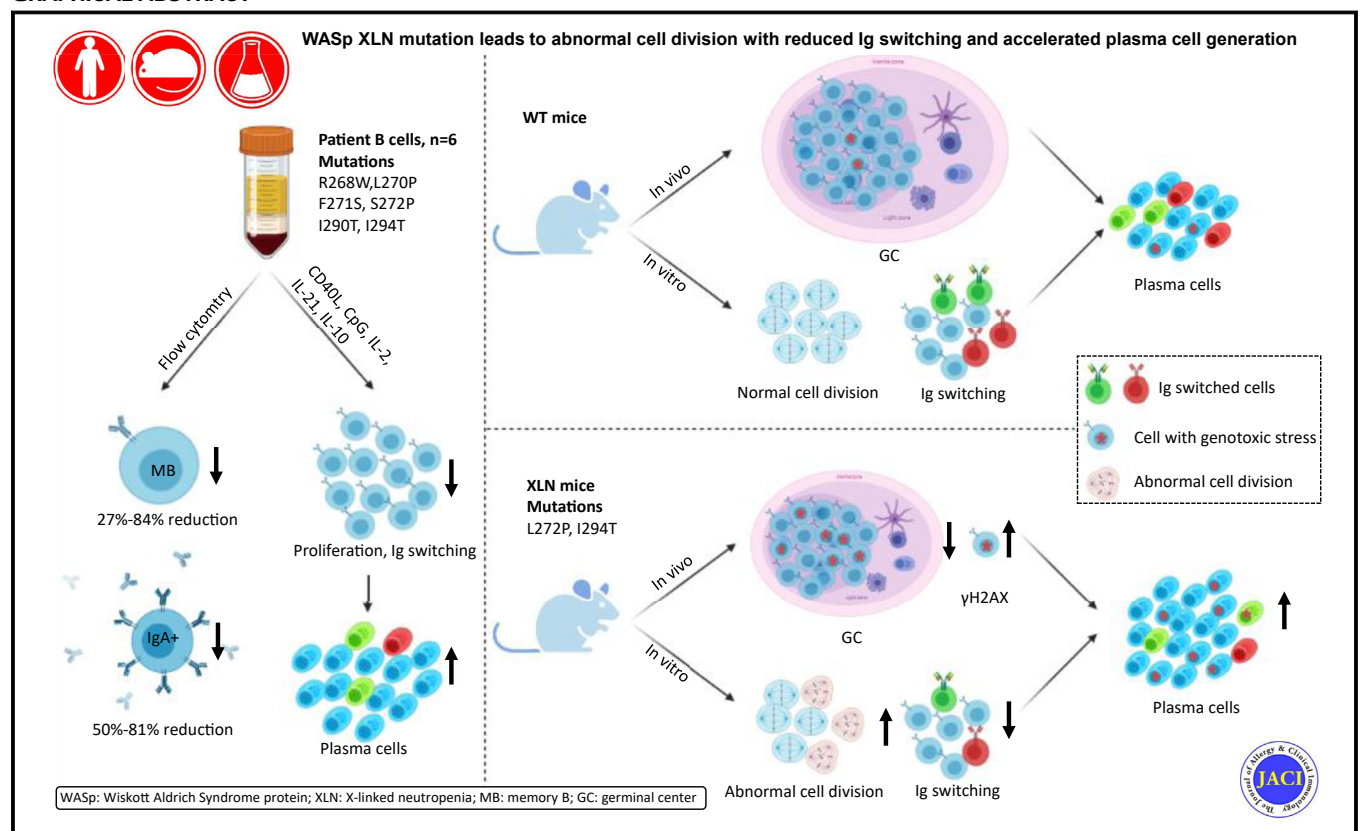 GRAPHICAL ABSTRACT
WASp XLN mutation leads to abnormal cell division with reduced Ig switching and accelerated plasma cell generation
Patient B cells, n=6
Mutations
R268W,L270P
F271S, S272P
I290T, I294T
Flow cytomtry
CD40L, CpG, IL-2,
IL-21, IL-10
MB
27%-84% reduction
Proliferation, Ig switching
IgA+
50%-81% reduction
Plasma cells
WT mice
In vivo
GC
In vitro
Normal cell division
Ig switching
Plasma cells
Ig switched cells
Cell with genotoxic stress
Abnormal cell division
XLN mice
Mutations
L272P, I294T
In vivo
GC
γH2AX
In vitro
Abnormal cell division
Ig switching
Plasma cells
WASp: Wiskott Aldrich Syndrome protein; XLN: X-linked neutropenia; MB: memory B; GC: germinal center
The Journal of Allergy & Clinical Immunology
JACI